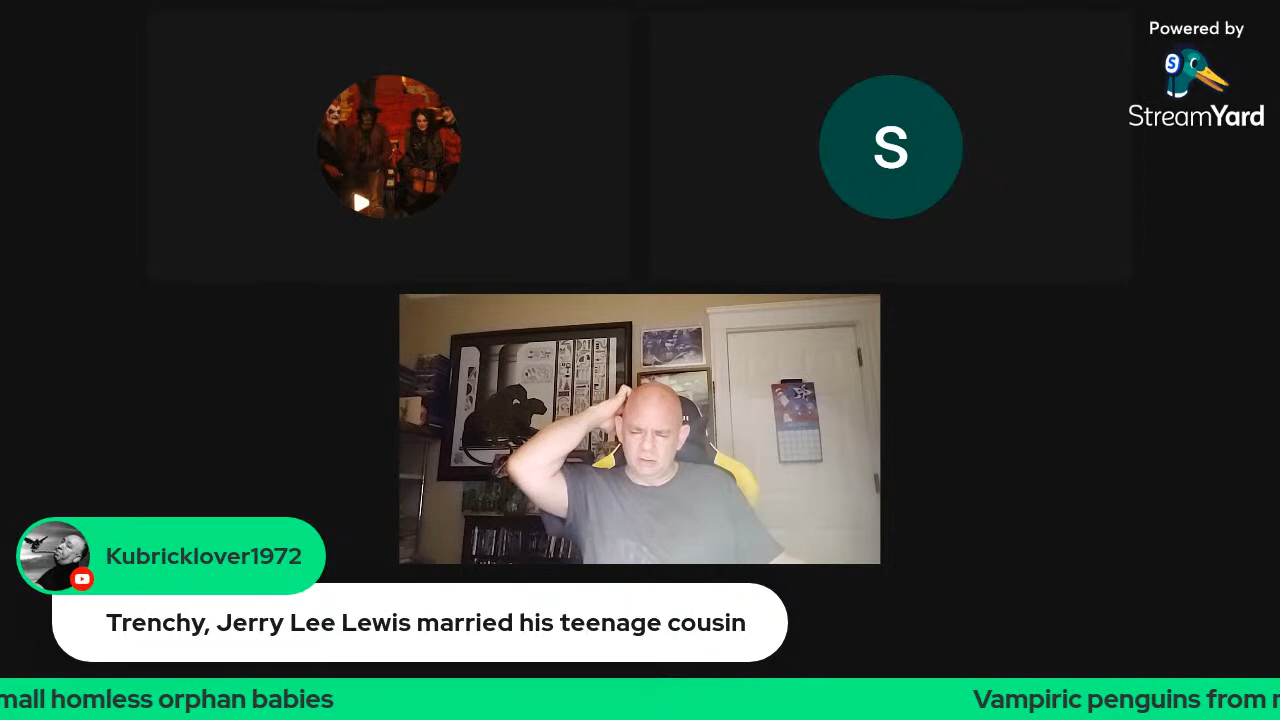 Powered by
StreamYard
S
Kubricklover1972
Trenchy, Jerry Lee Lewis married his teenage cousin
mall homless orphan babies
Vampiric penguins from